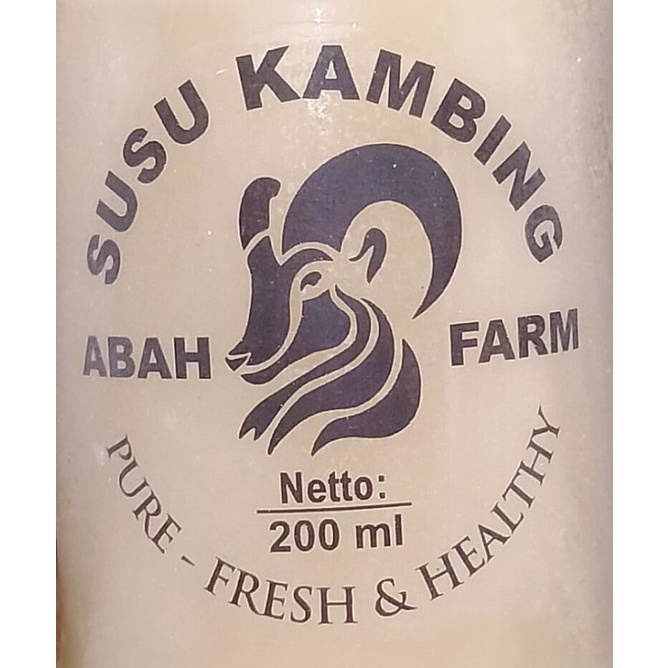 SUSU KAMBING
ABAH FARM
Netto:
200 ml
PURE - FRESH & HEALTHY